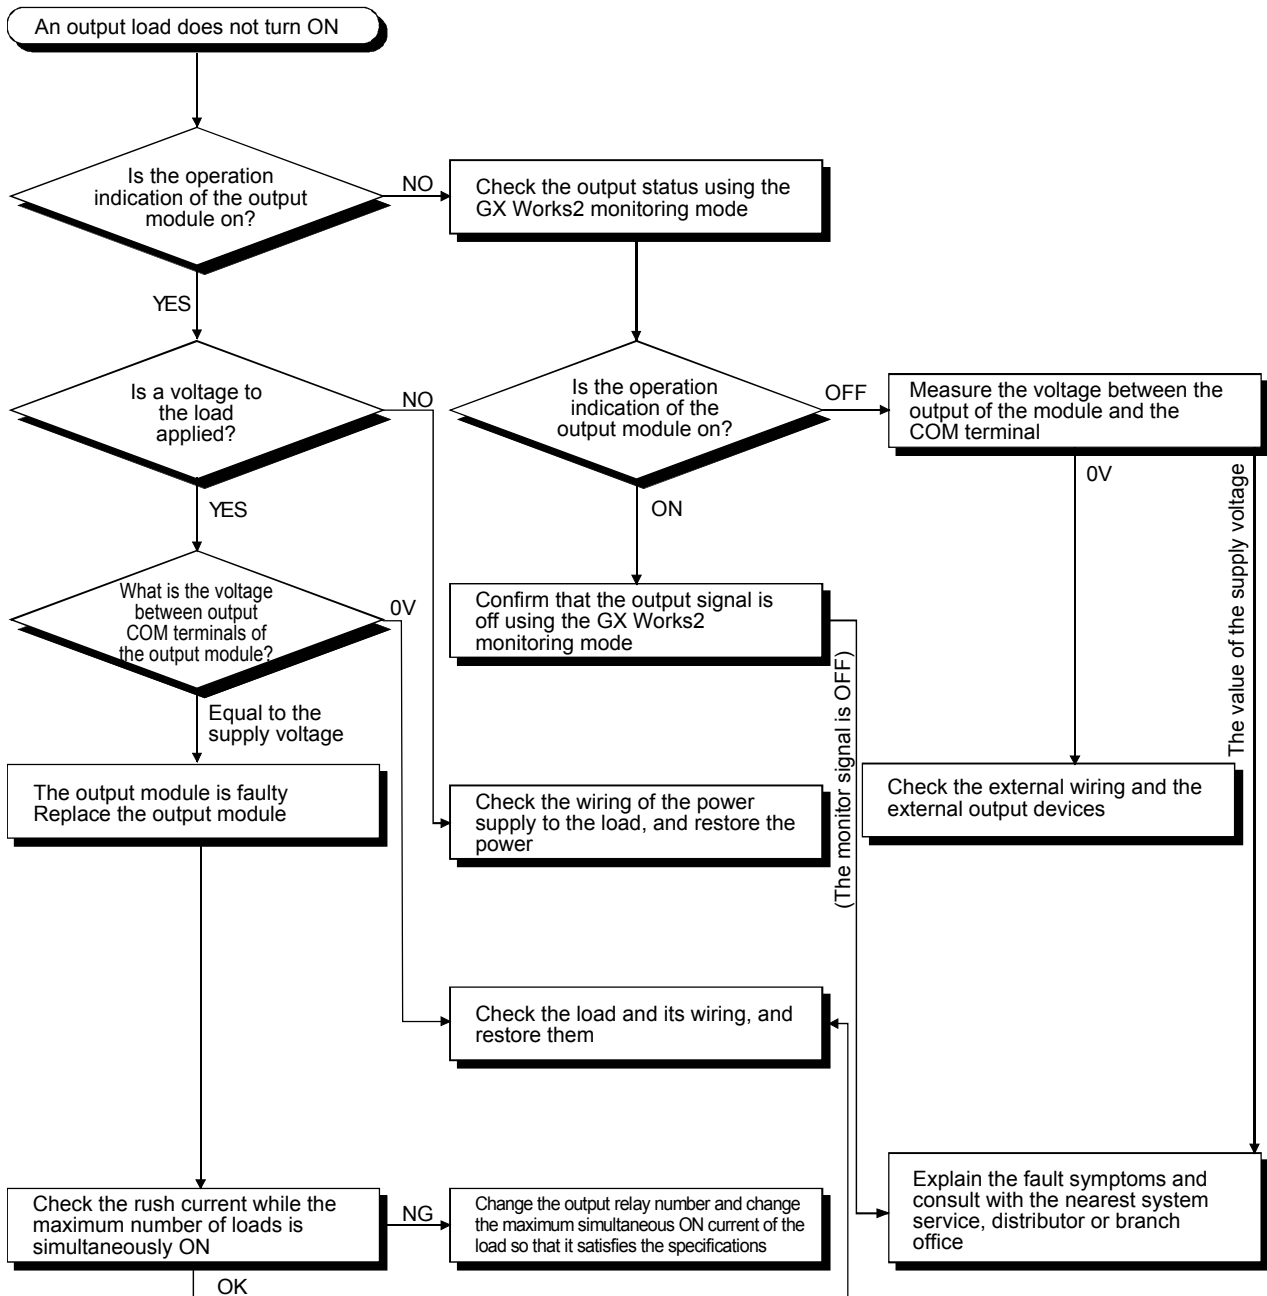 An output load does not turn ON
Is the operation
indication of the output
module on?
NO
Check the output status using the
GX Works2 monitoring mode
YES
Is a voltage to
the load
applied?
NO
Is the operation
indication of the
output module on?
OFF
Measure the voltage between the
output of the module and the
COM terminal
YES
ON
0V
The value of the supply voltage
What is the voltage
between output
COM terminals of
the output module?
0V
Confirm that the output signal is
off using the GX Works2
monitoring mode
(The monitor signal is OFF)
Equal to the
supply voltage
The output module is faulty
Replace the output module
Check the wiring of the power
supply to the load, and restore the
power
Check the external wiring and the
external output devices
Check the load and its wiring, and
restore them
Check the rush current while the
maximum number of loads is
simultaneously ON
NG
Change the output relay number and change
the maximum simultaneous ON current of the
load so that it satisfies the specifications
Explain the fault symptoms and
consult with the nearest system
service, distributor or branch
office
OK